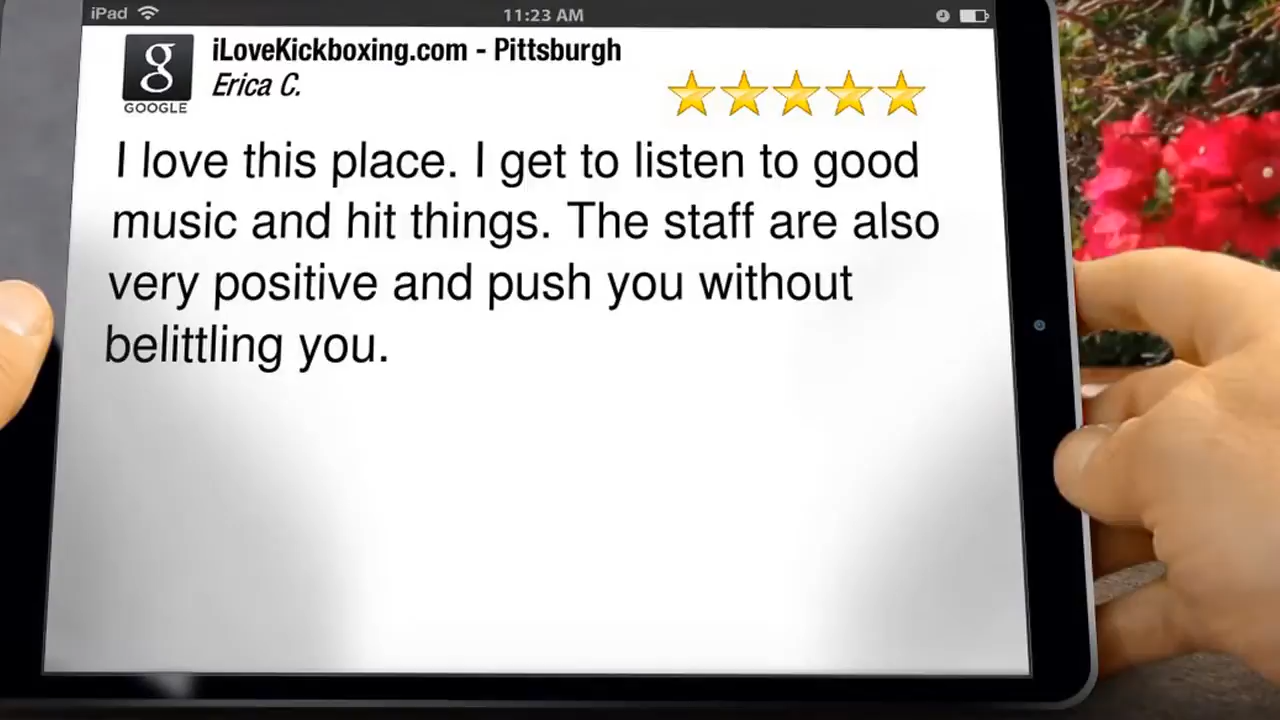 iPad
11:23 AM
g
GOOGLE
iLoveKickboxing.com - Pittsburgh
Erica C.
I love this place. I get to listen to good
music and hit things. The staff are also
very positive and push you without
belittling you.